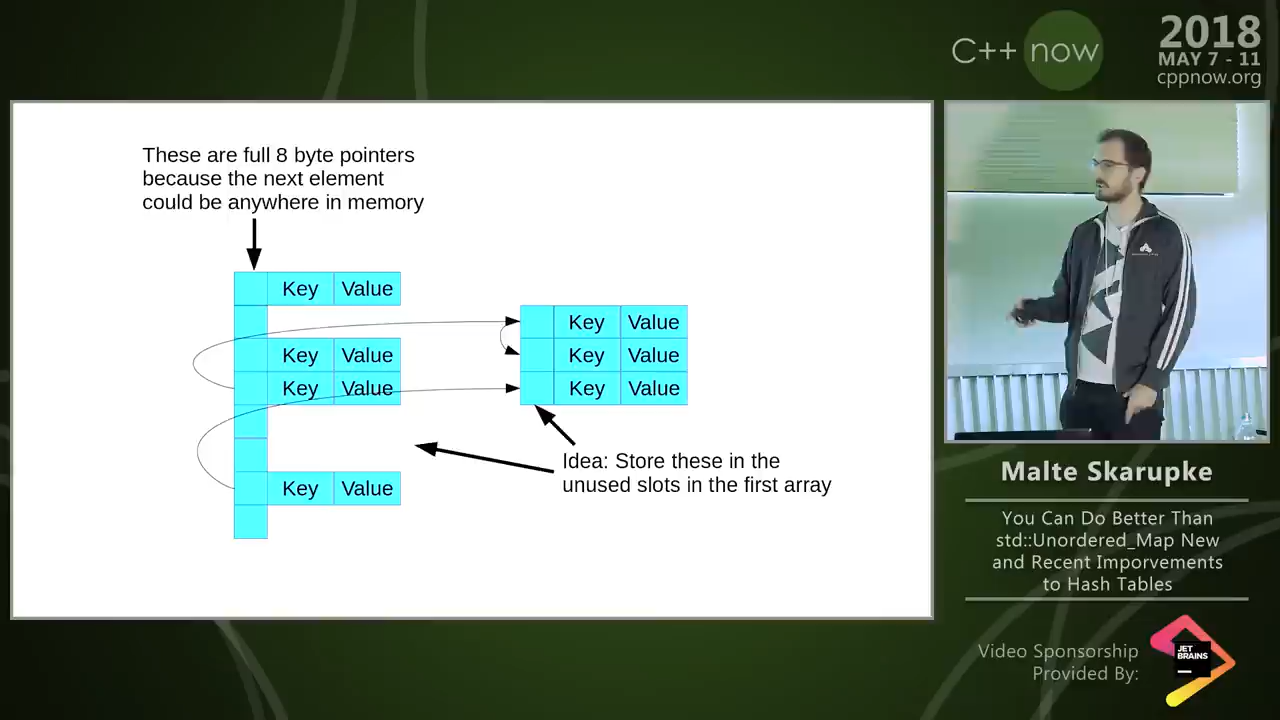 C++ now
2018
MAY 7 - 11
cppnow.org
These are full 8 byte pointers
because the next element
could be anywhere in memory
Key Value
Key Value
Key Value
Key Value
Key Value
Key Value
Key Value
Idea: Store these in the
unused slots in the first array
Malte Skarupke
You Can Do Better Than
std::Unordered_Map New
and Recent Imporvements
to Hash Tables
Video Sponsorship
Provided By:
JET
BRAINS